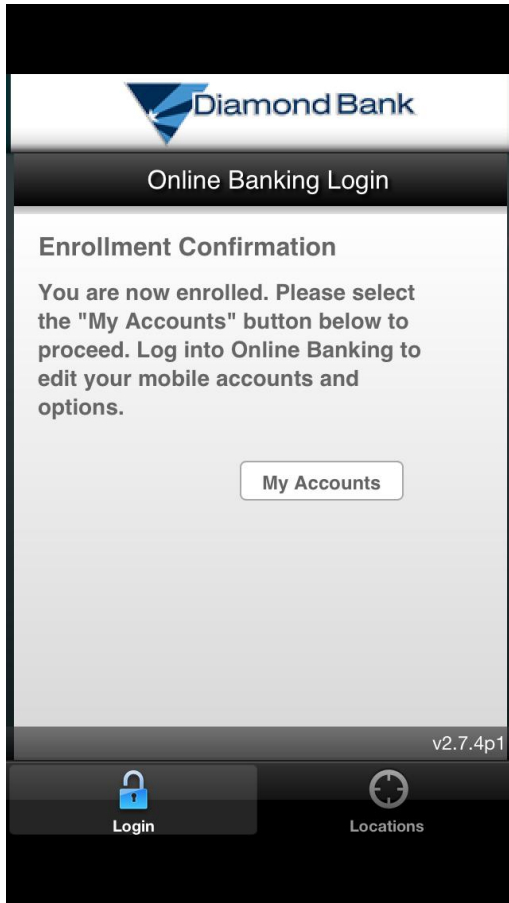 Diamond Bank
Online Banking Login
Enrollment Confirmation
You are now enrolled. Please select
the "My Accounts" button below to
proceed. Log into Online Banking to
edit your mobile accounts and
options.
My Accounts
v2.7.4p1
Login
Locations